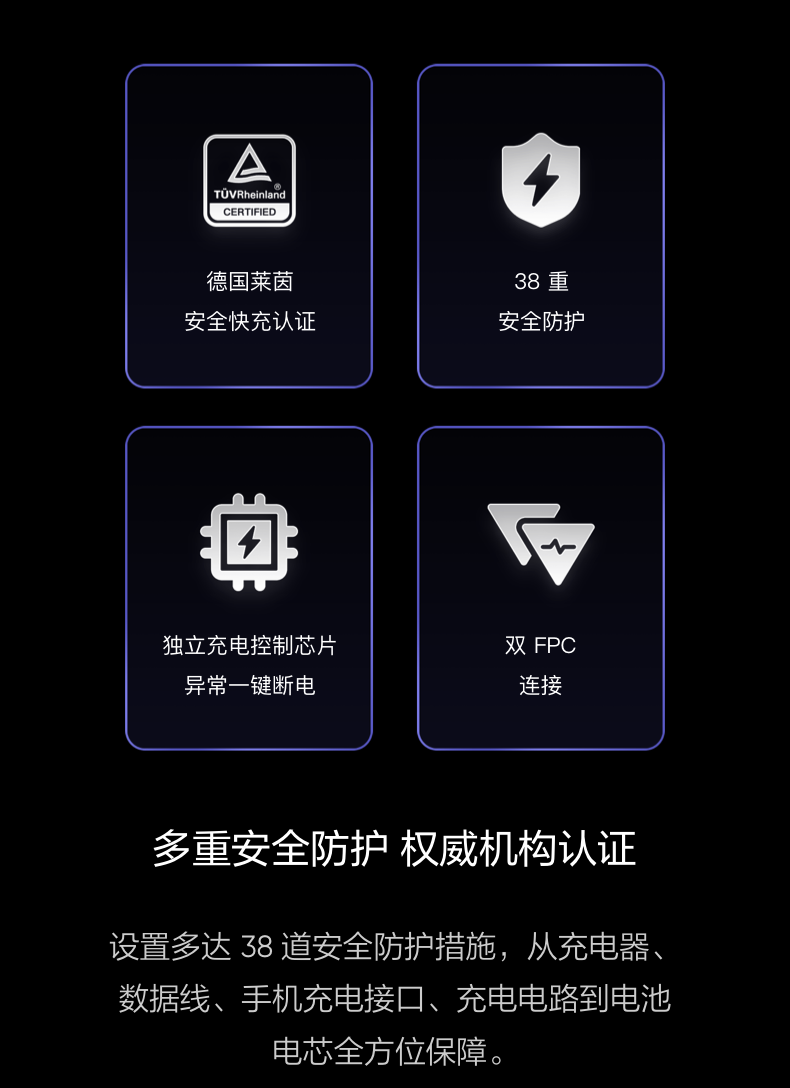 TÜVRheinland®
CERTIFIED
德国莱茵
安全快充认证
38 重
安全防护
独立充电控制芯片
异常一键断电
双 FPC
连接
多重安全防护 权威机构认证
设置多达 38 道安全防护措施，从充电器、
数据线、手机充电接口、充电电路到电池
电芯全方位保障。